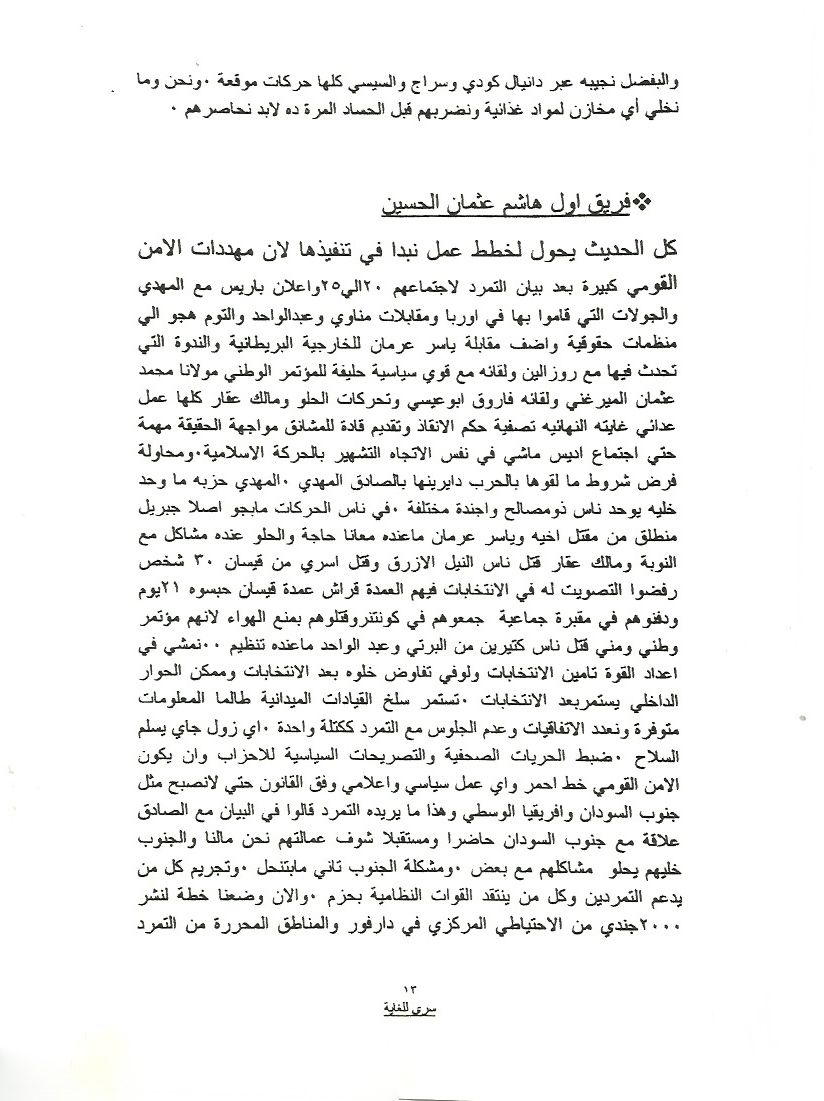 والبفضل نجيبه عبر دانيال كودي وسراج والسيسي كلها حركات موقعة ٠ونحن وما
نخلي أي مخازن لمواد غذائية ونضربهم قبل الحساد المرة ده لابد نحاصرهم ٠
❖فريق اول هاشم عثمان الحسين
كل الحديث يحول لخطط عمل نبدا في تنفيذها لان مهددات الامن
القومي كبيرة بعد بيان التمرد لاجتماعهم ٢٠الي٢٥واعلان باريس مع المهدي
والجولات التي قاموا بها في اوربا ومقابلات مناوي وعبدالواحد والتوم هجو الي
منظمات حقوقية واضف مقابلة ياسر عرمان للخارجية البريطانية والندوة التي
تحدث فيها مع روزالين ولقائه مع قوي سياسية حليفة للمؤتمر الوطني مولانا محمد
عثمان الميرغني ولقائه فاروق ابوعيسي وتحركات الحلو ومالك عقار كلها عمل
عدائي غايته النهائيه تصفية حكم الانقاذ وتقديم قادة للمشانق مواجهة الحقيقة مهمة
حتي اجتماع اديس ماشي في نفس الاتجاه التشهير بالحركة الاسلامية٠ومحاولة
فرض شروط ما لقوها بالحرب دايرينها بالصادق المهدي ٠المهدي حزبه ما وحد
خليه يوحد ناس ذومصالح واجندة مختلفة ٠في ناس الحركات مابجو اصلا جبريل
منطلق من مقتل اخيه وياسر عرمان ماعنده معانا حاجة والحلو عنده مشاكل مع
النوبة ومالك عقار قتل ناس النيل الازرق وقتل اسري من قيسان ٣٠ شخص
رفضوا التصويت له في الانتخابات فيهم العمدة قراش عمدة قيسان حبسوه ٢١يوم
ودفنوهم في مقبرة جماعية  جمعوهم في كونتنروقتلوهم بمنع الهواء لانهم مؤتمر
وطني ومني قتل ناس كتيرين من البرتي وعبد الواحد ماعنده تنظيم ٠٠نمشي في
اعداد القوة تامين الانتخابات ولوفي تفاوض خلوه بعد الانتخابات وممكن الحوار
الداخلي يستمربعد الانتخابات ٠تستمر سلخ القيادات الميدانية طالما المعلومات
متوفرة ونعدد الاتفاقيات وعدم الجلوس مع التمرد ككتلة واحدة ٠اي زول جاي يسلم
السلاح ٠ضبط الحريات الصحفية والتصريحات السياسية للاحزاب وان يكون
الامن القومي خط احمر واي عمل سياسي واعلامي وفق القانون حتي لانصبح مثل
جنوب السودان وافريقيا الوسطي وهذا ما يريده التمرد قالوا في البيان مع الصادق
علاقة مع جنوب السودان حاضرا ومستقبلا شوف عمالتهم نحن مالنا والجنوب
خليهم يحلو  مشاكلهم مع بعض ٠ومشكلة الجنوب تاني مابتنحل ٠وتجريم كل من
يدعم التمردين وكل من ينتقد القوات النظامية بحزم ٠والان وضعنا خطة لنشر
٢٠٠٠جندي من الاحتياطي المركزي في دارفور والمناطق المحررة من التمرد
١٣
سري للغاية